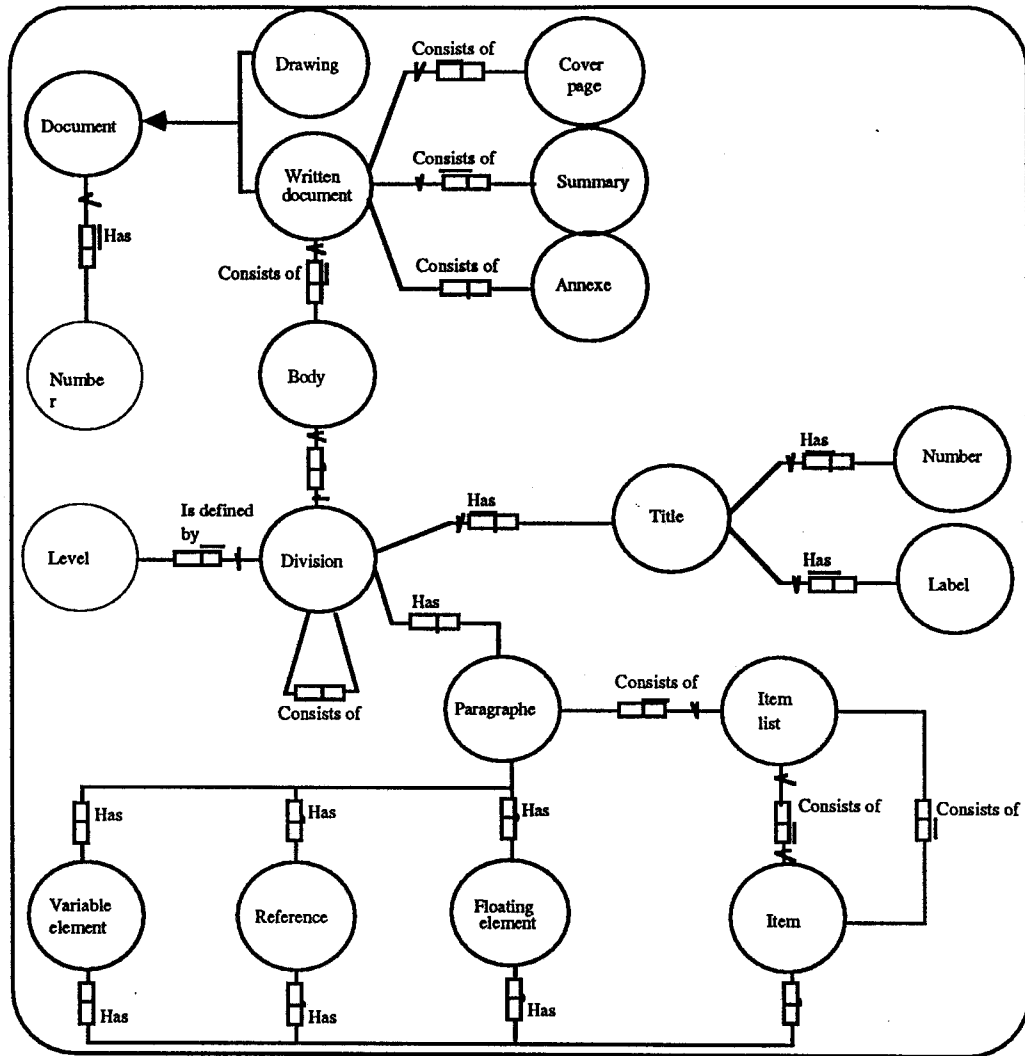 Drawing
Consists of
Cover
page
Document
Written
document
Consists of
Summary
Has
Consists of
Consists of
Annexe
Numbe
r
Body
Has
Number
Is defined
by
Has
Title
Level
Division
Has
Label
Has
Consists of
Paragraphe
Consists of
Item
list
Has
Has
Has
Consists of
Consists of
Variable
element
Reference
Floating
element
Item
Has
Has
Has